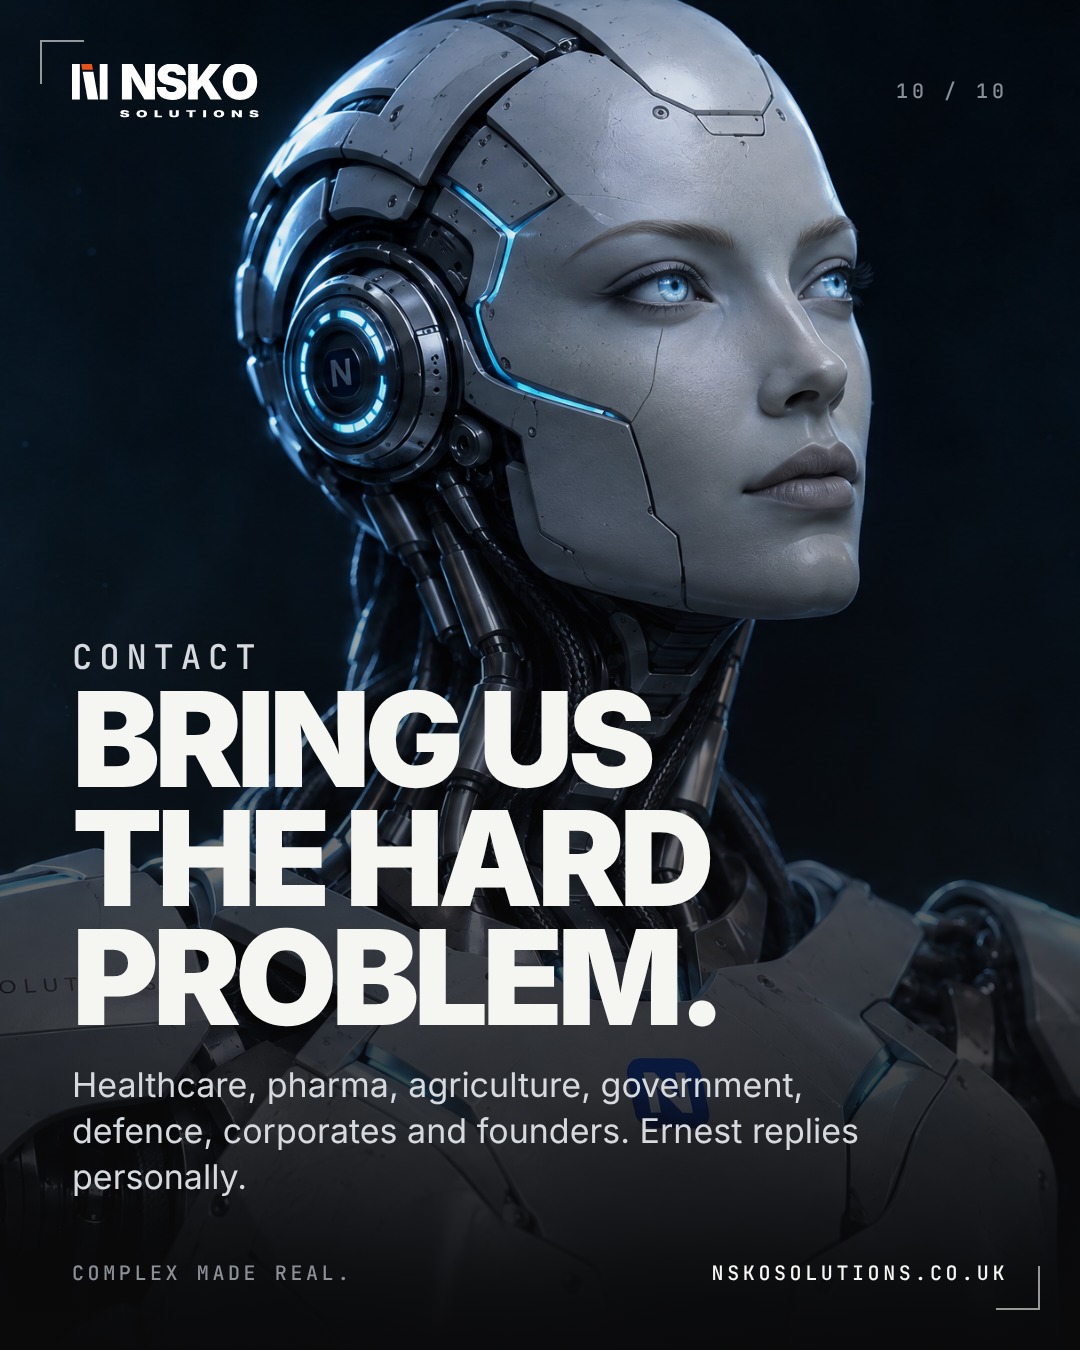 NSKO
SOLUTIONS
10 / 10
N
CONTACT
BRING US
THE HARD
PROBLEM.
OLUT
N
Healthcare, pharma, agriculture, government,
defence, corporates and founders. Ernest replies
personally.
COMPLEX MADE REAL.
NSKOSOLUTIONS.CO.UK